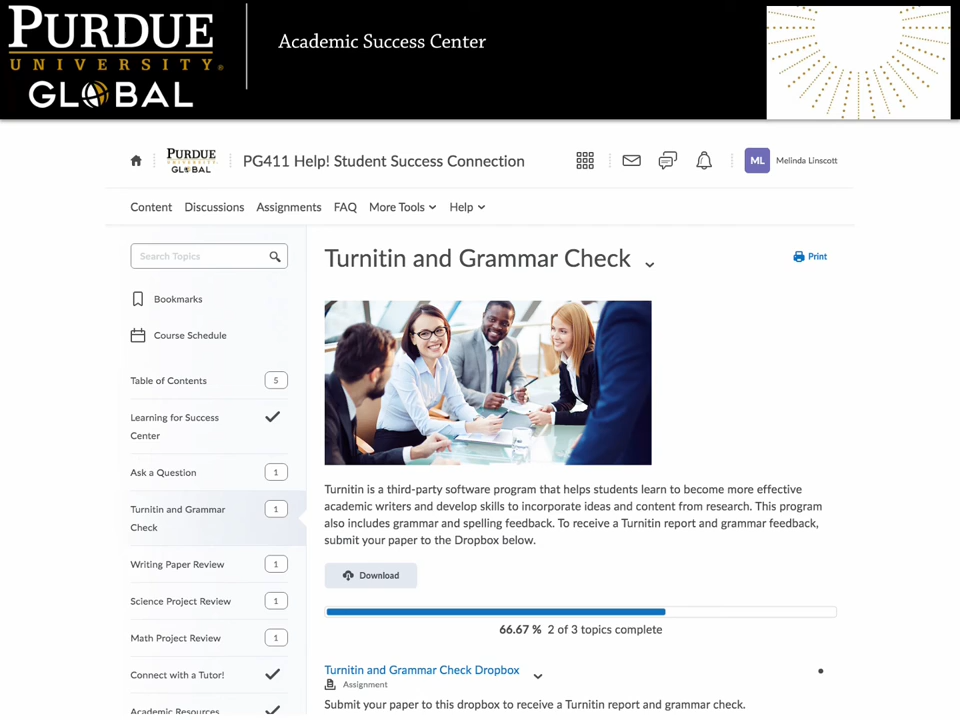 PURDUE
UNIVERSITY®
GLOBAL
Academic Success Center
PURDUE
UNIVERSITY
GLOBAL
PG411 Help! Student Success Connection
ML
Melinda Linscott
Content
Discussions
Assignments
FAQ
More Tools
Help
Search Topics
Bookmarks
Course Schedule
Table of Contents
5
Learning for Success
Center
Ask a Question
1
Turnitin and Grammar
Check
1
Writing Paper Review
1
Science Project Review
1
Math Project Review
1
Connect with a Tutor!
Academic Resources
Turnitin and Grammar Check
Print
Turnitin is a third-party software program that helps students learn to become more effective
academic writers and develop skills to incorporate ideas and content from research. This program
also includes grammar and spelling feedback. To receive a Turnitin report and grammar feedback,
submit your paper to the Dropbox below.
Download
66.67 % 2 of 3 topics complete
Turnitin and Grammar Check Dropbox
Assignment
Submit your paper to this dropbox to receive a Turnitin report and grammar check.